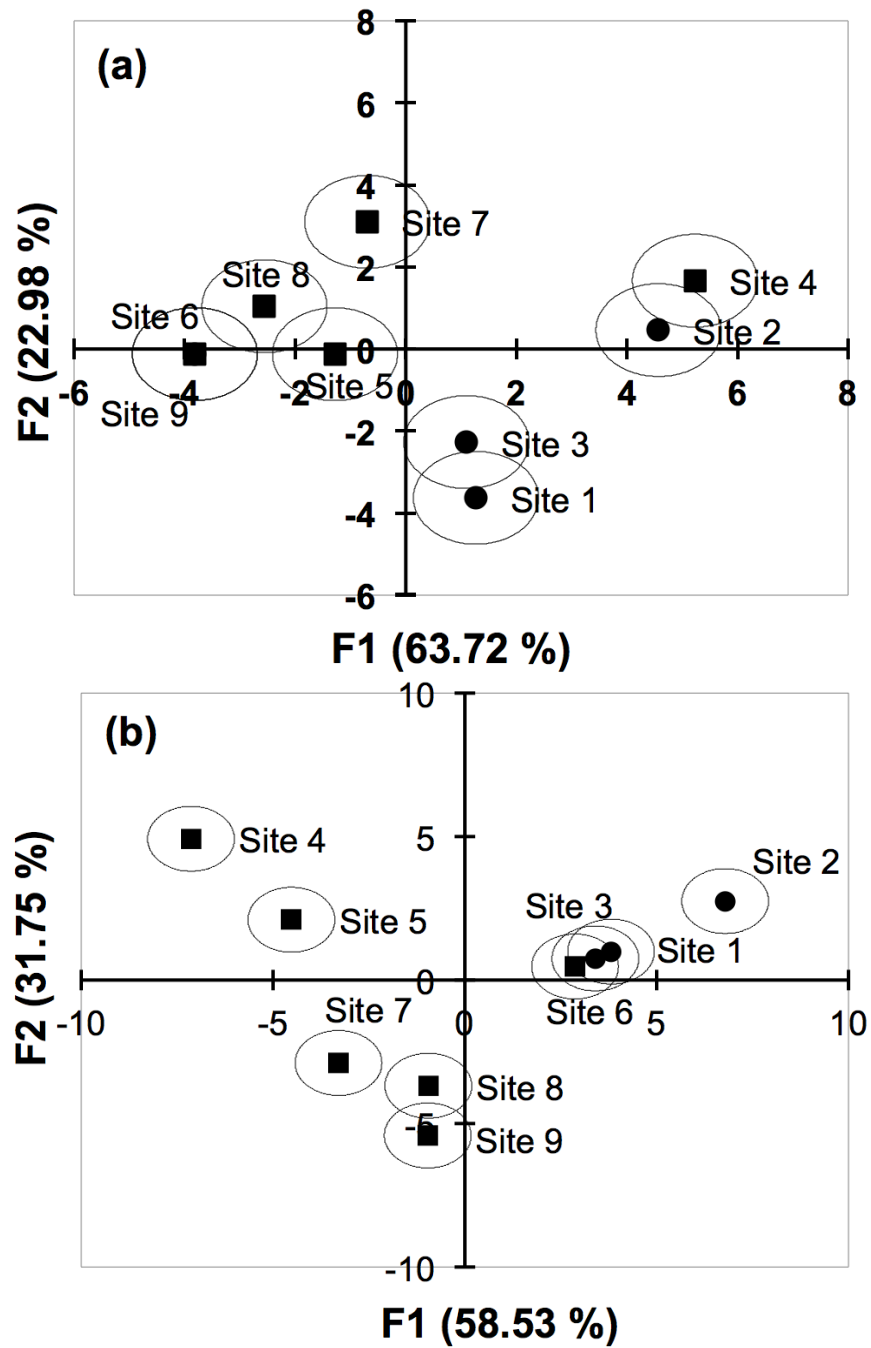 8
(a)
6
4
Site 7
2
Site 8
Site 4
Site 6
Site 2
0
-6 -4 -2 Site 5 0 2 4 6 8
Site 9
F2 (22.98 %)
-2
Site 3
Site 1
-4
-6
F1 (63.72 %)
10
(b)
5
Site 4
Site 2
Site 3
Site 5
Site 1
F2 (31.75 %)
Site 7
Site 6
-10 -5 0 5 10
Site 8
-5
Site 9
-10
F1 (58.53 %)